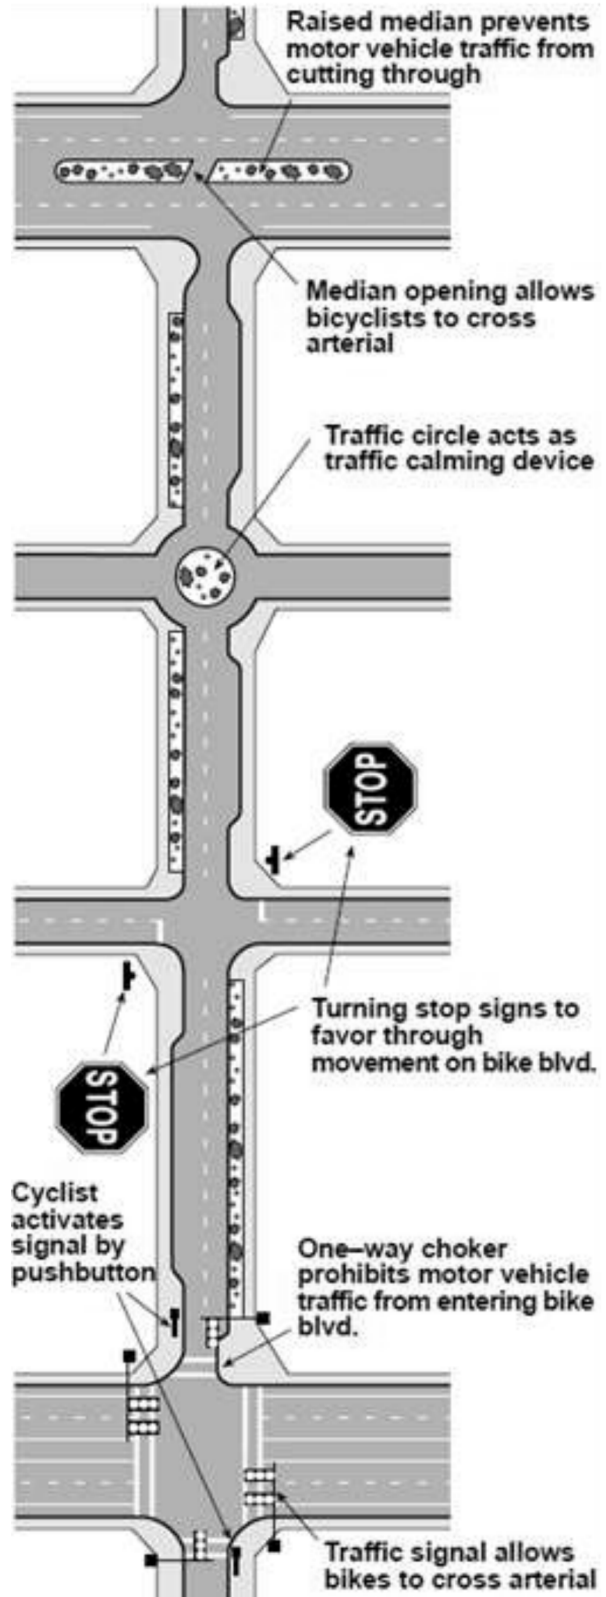 Raised median prevents
motor vehicle traffic from
cutting through
Median opening allows
bicyclists to cross
arterial
Traffic circle acts as
traffic calming device
STOP
Turning stop signs to
favor through
movement on bike blvd.
STOP
Cyclist
activates
signal by
pushbutton
One–way choker
prohibits motor vehicle
traffic from entering bike
blvd.
Traffic signal allows
bikes to cross arterial